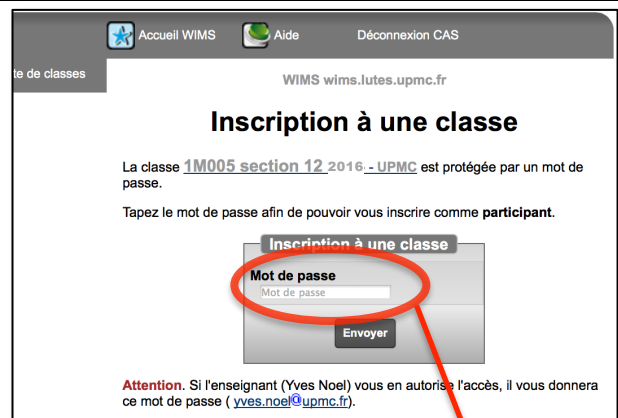 Accueil WIMS Aide Déconnexion CAS
te de classes
WIMS wims.lutes.upmc.fr
Inscription à une classe
La classe 1M005 section 12 2016 - UPMC est protégée par un mot de
passe.
Tapez le mot de passe afin de pouvoir vous inscrire comme participant.
Inscription à une classe
Mot de passe
Mot de passe
Envoyer
Attention. Si l'enseignant (Yves Noel) vous en autorise l'accès, il vous donnera
ce mot de passe ( yves.noel@upmc.fr).